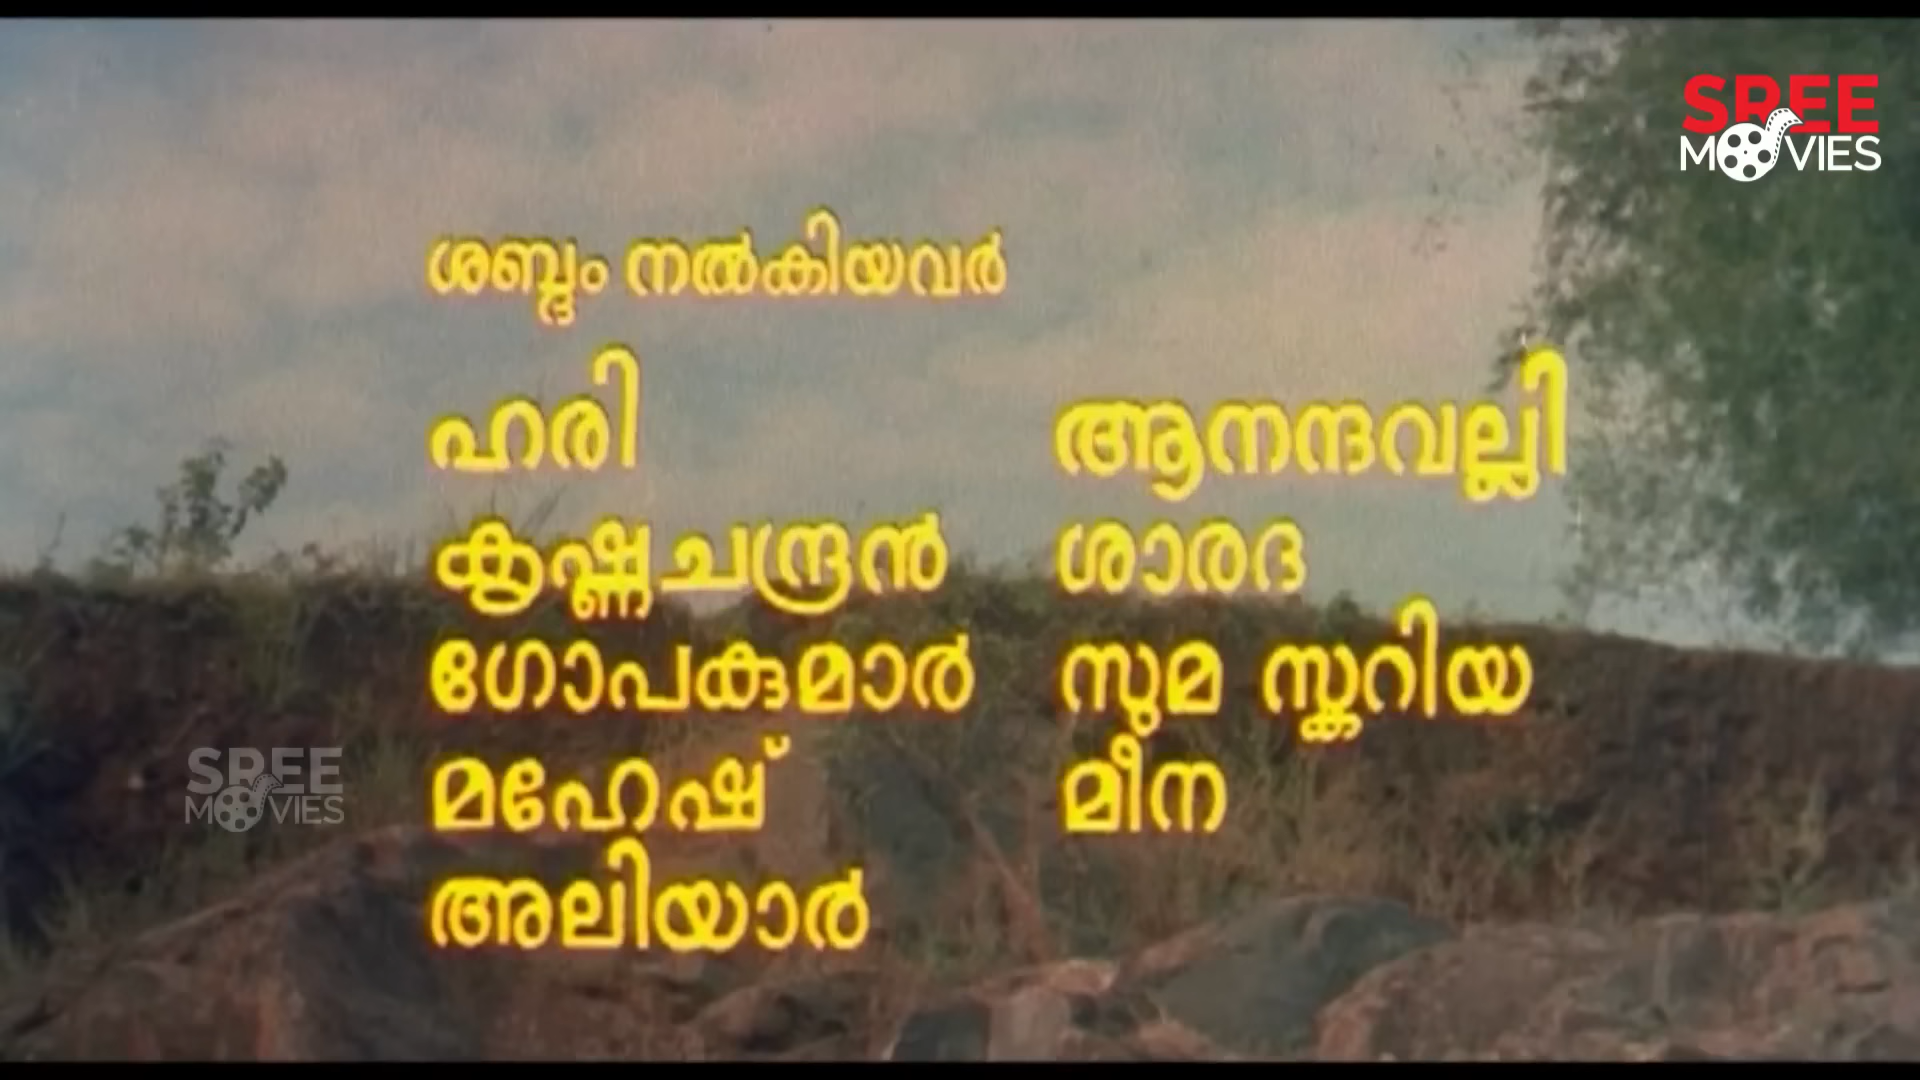 SREE
MOVIES
ശബ്ദം നൽകിയവർ
ഹരി
ആനന്ദവല്ലി
കൃഷ്ണചന്ദ്രൻ
ശാരദ
ഗോപകുമാർ
സുമ സ്കറിയ
മഹേഷ്
മീന
അലിയാർ
SREE
MOVIES